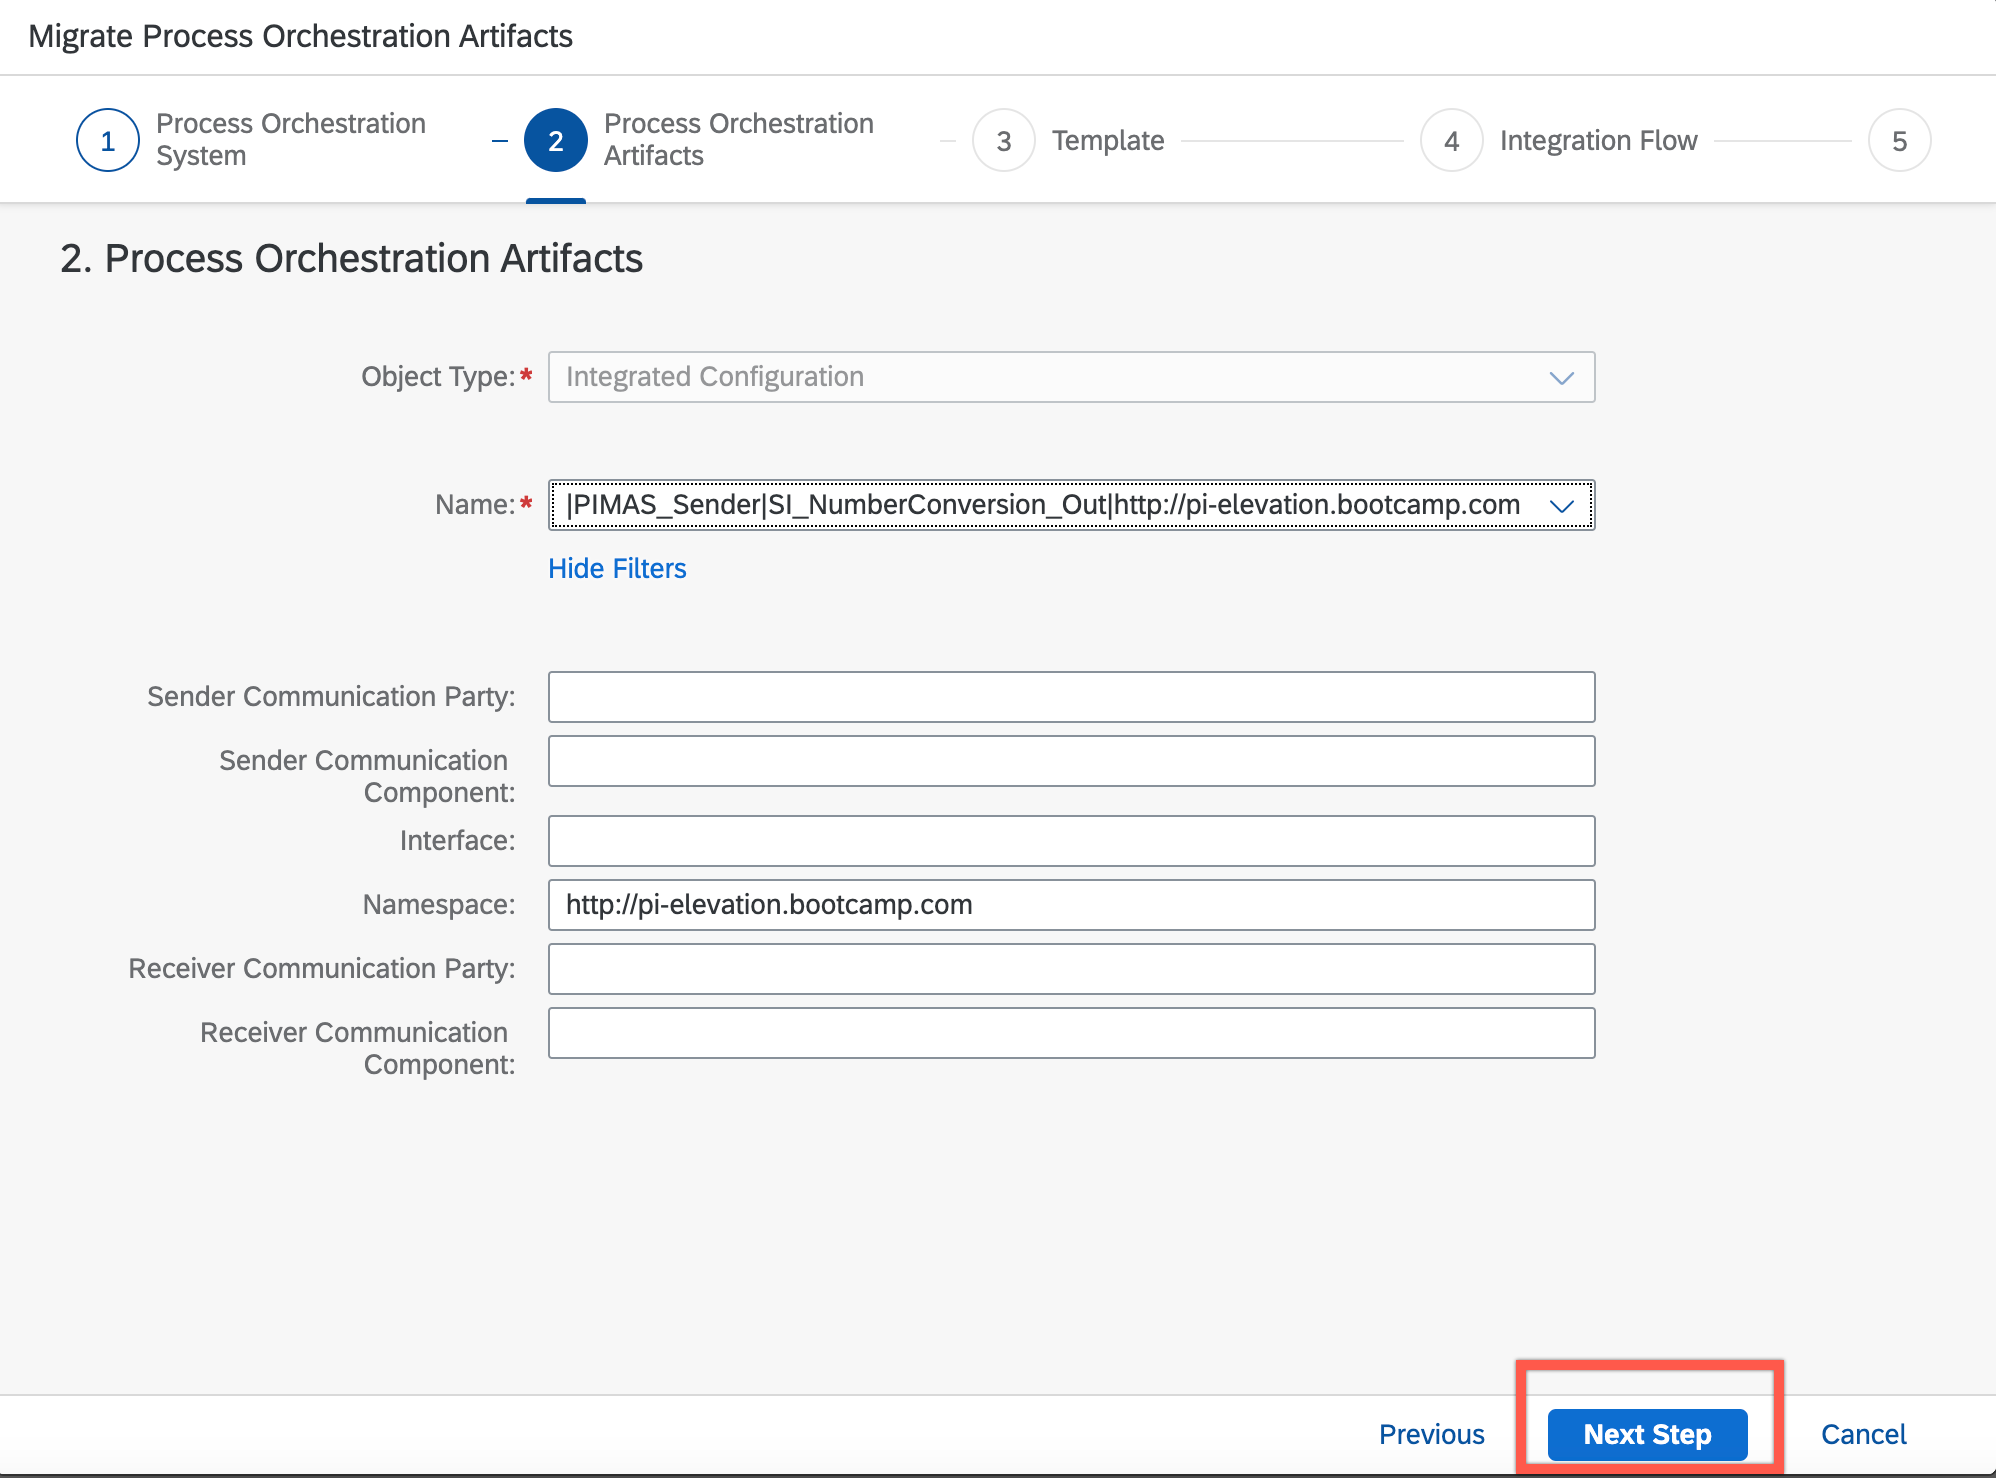 Migrate Process Orchestration Artifacts
1
Process Orchestration
System
2
Process Orchestration
Artifacts
3
Template
4
Integration Flow
5
2. Process Orchestration Artifacts
Object Type:* Integrated Configuration
Name:* |PIMAS_Sender|SI_NumberConversion_Out|http://pi-elevation.bootcamp.com
Hide Filters
Sender Communication Party:
Sender Communication
Component:
Interface:
Namespace: http://pi-elevation.bootcamp.com
Receiver Communication Party:
Receiver Communication
Component:
Previous Next Step Cancel